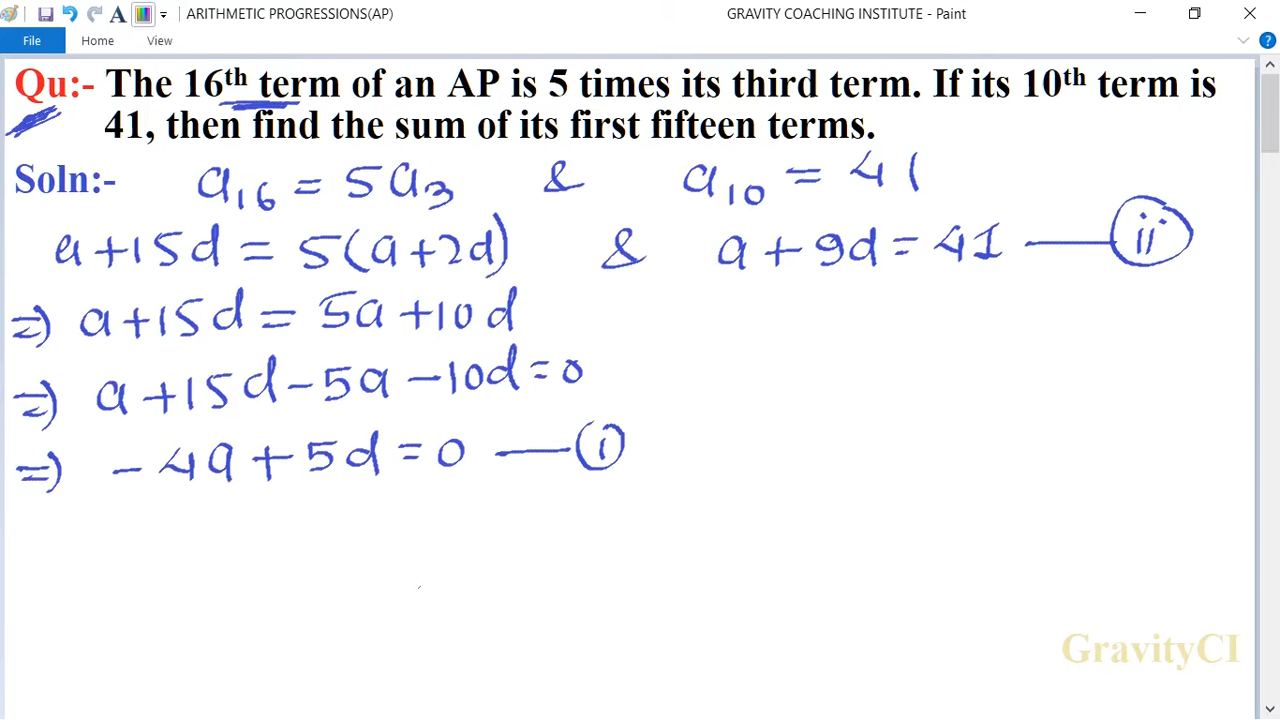 ARITHMETIC PROGRESSIONS(AP) GRAVITY COACHING INSTITUTE - Paint
File Home View
Qu:- The 16th term of an AP is 5 times its third term. If its 10th term is
41, then find the sum of its first fifteen terms.
Soln:- a16 = 5a3 & a10 = 41
a+15d = 5(a+2d) & a+9d = 41 — ii
⇒ a+15d = 5a+10d
⇒ a+15d-5a-10d=0
⇒ -4a+5d=0 — i
GravityCI